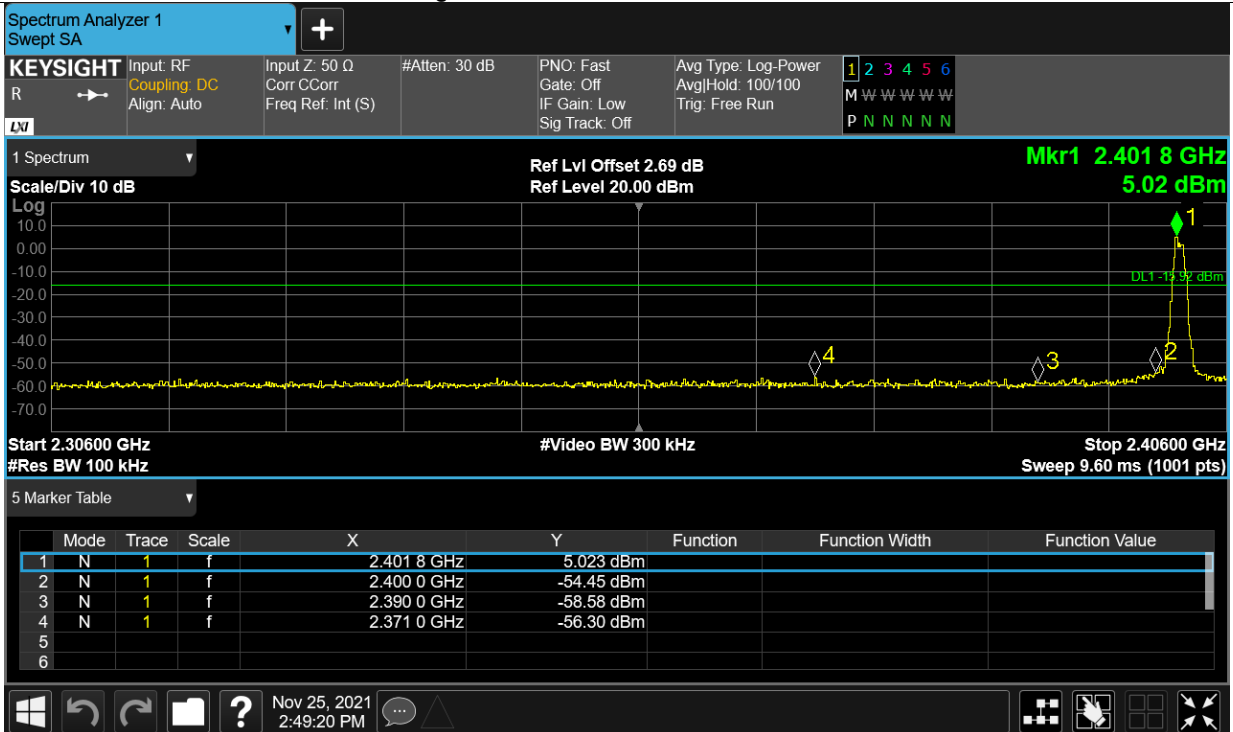 Spectrum Analyzer 1
Swept SA
+
KEYSIGHT Input: RF Input Z: 50 Ω #Atten: 30 dB PNO: Fast Avg Type: Log-Power 1 2 3 4 5 6
R Coupling: DC Corr CCorr Gate: Off Avg|Hold: 100/100 M W W W W W
Align: Auto Freq Ref: Int (S) IF Gain: Low Trig: Free Run
LXI Sig Track: Off P N N N N N
1 Spectrum Ref Lvl Offset 2.69 dB Mkr1 2.401 8 GHz
Scale/Div 10 dB Ref Level 20.00 dBm 5.02 dBm
Log
1
10.0
0.00
-10.0
DL1 -15.92 dBm
-20.0
-30.0
-40.0
4 3 2
-50.0
-60.0
-70.0
Start 2.30600 GHz #Video BW 300 kHz Stop 2.40600 GHz
#Res BW 100 kHz Sweep 9.60 ms (1001 pts)
5 Marker Table
Mode Trace Scale X Y Function Function Width Function Value
1 N 1 f 2.401 8 GHz 5.023 dBm
2 N 1 f 2.400 0 GHz -54.45 dBm
3 N 1 f 2.390 0 GHz -58.58 dBm
4 N 1 f 2.371 0 GHz -56.30 dBm
5
6
? Nov 25, 2021
2:49:20 PM